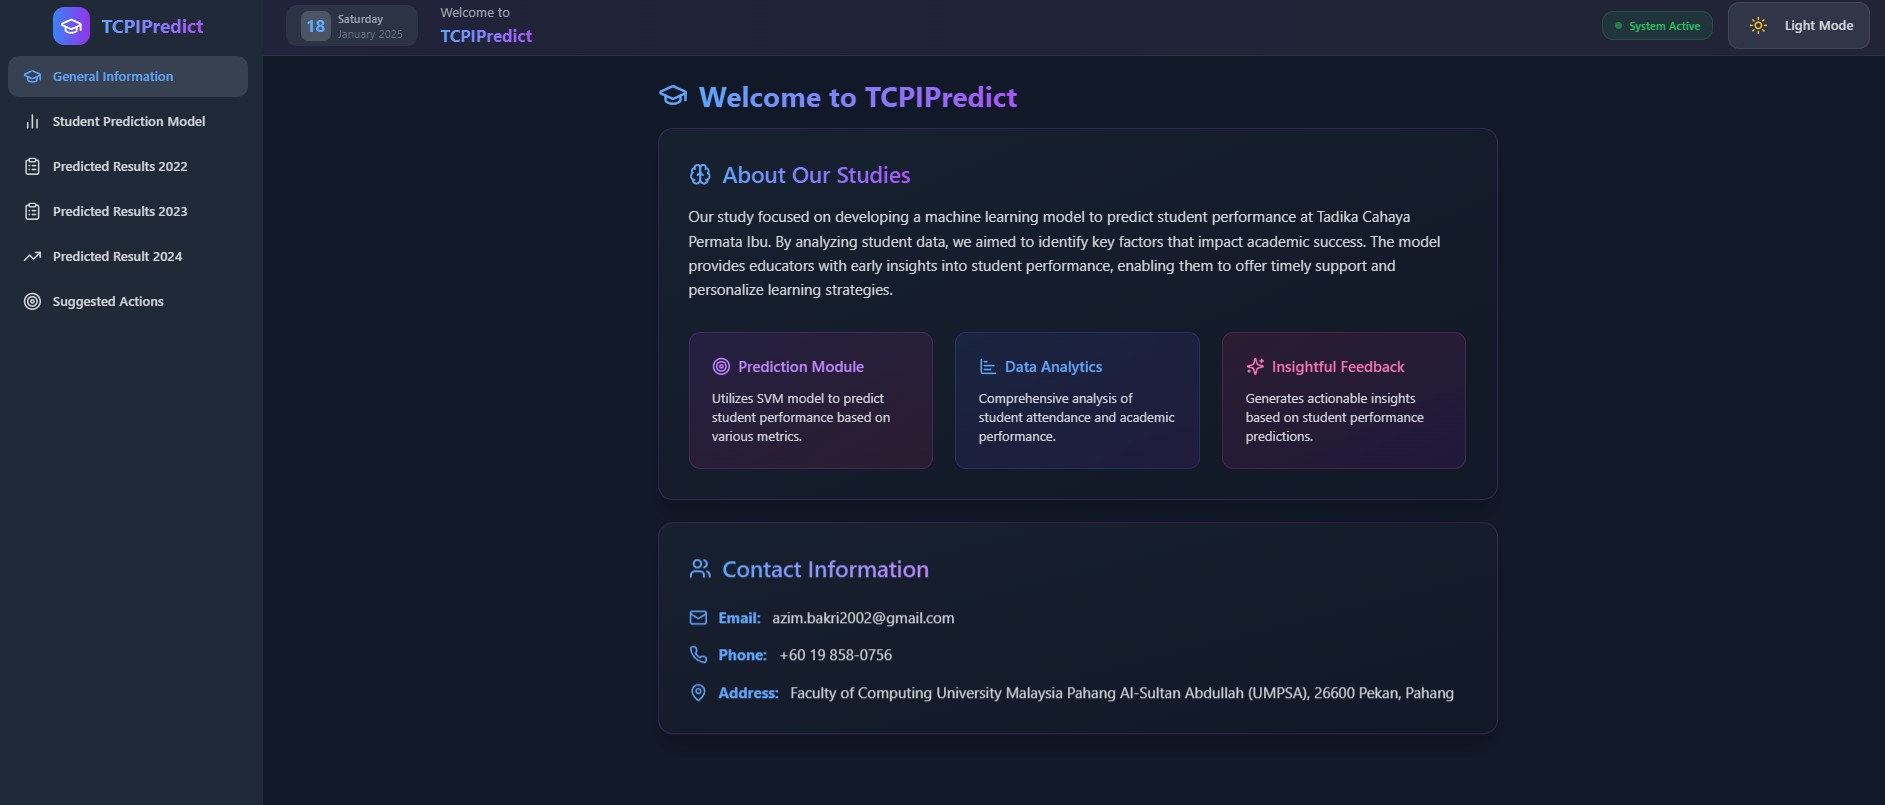 TCPIPredict
General Information
Student Prediction Model
Predicted Results 2022
Predicted Results 2023
Predicted Result 2024
Suggested Actions
18
Saturday
January 2025
Welcome to
TCPIPredict
System Active
Light Mode
Welcome to TCPIPredict
About Our Studies
Our study focused on developing a machine learning model to predict student performance at Tadika Cahaya
Permata Ibu. By analyzing student data, we aimed to identify key factors that impact academic success. The model
provides educators with early insights into student performance, enabling them to offer timely support and
personalize learning strategies.
Prediction Module
Utilizes SVM model to predict
student performance based on
various metrics.
Data Analytics
Comprehensive analysis of
student attendance and academic
performance.
Insightful Feedback
Generates actionable insights
based on student performance
predictions.
Contact Information
Email: azim.bakri2002@gmail.com
Phone: +60 19 858-0756
Address: Faculty of Computing University Malaysia Pahang Al-Sultan Abdullah (UMPSA), 26600 Pekan, Pahang